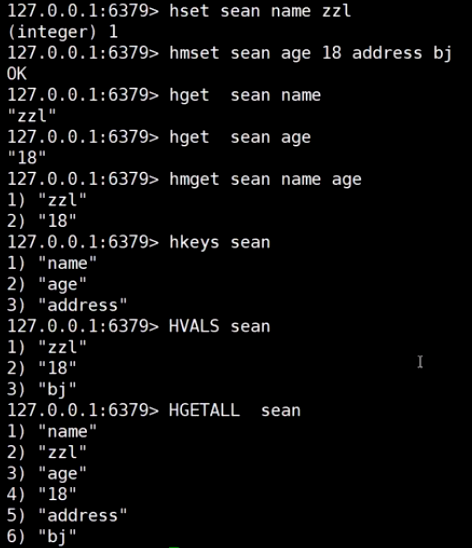 127.0.0.1:6379> hset sean name zzl
(integer) 1
127.0.0.1:6379> hmset sean age 18 address bj
OK
127.0.0.1:6379> hget  sean name
"zzl"
127.0.0.1:6379> hget  sean age
"18"
127.0.0.1:6379> hmget sean name age
1) "zzl"
2) "18"
127.0.0.1:6379> hkeys sean
1) "name"
2) "age"
3) "address"
127.0.0.1:6379> HVALS sean
1) "zzl"
2) "18"
3) "bj"
127.0.0.1:6379> HGETALL  sean
1) "name"
2) "zzl"
3) "age"
4) "18"
5) "address"
6) "bj"